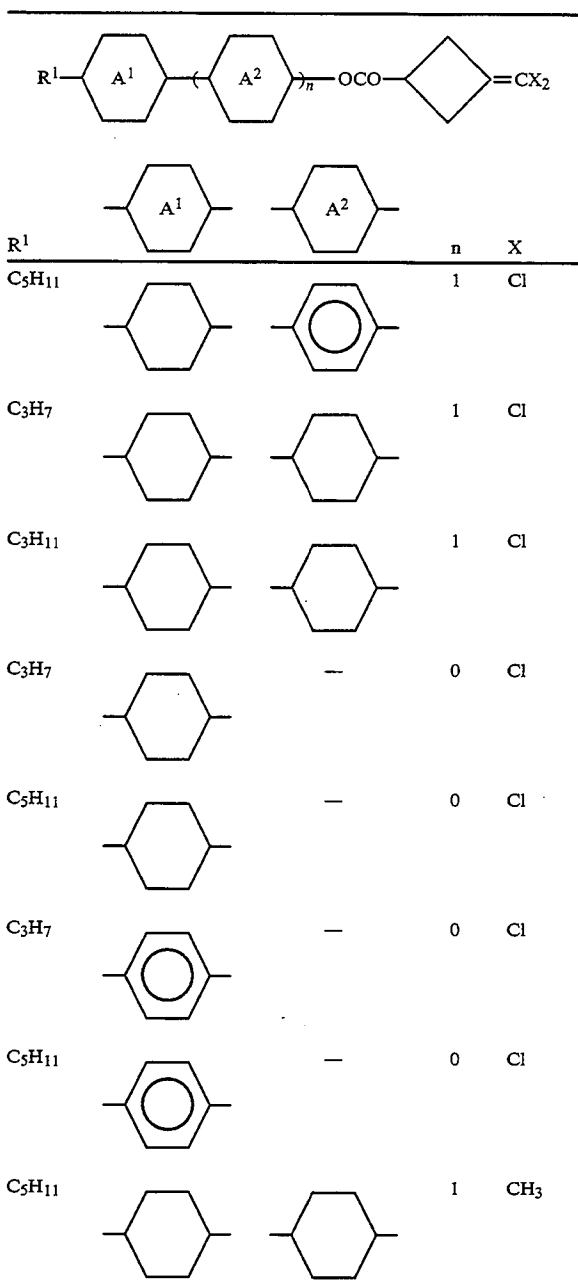 R¹ A¹ ( A² )n OCO =CX₂
A¹ A²
R¹ n X
C₅H₁₁ 1 Cl
C₃H₇ 1 Cl
C₃H₁₁ 1 Cl
C₃H₇ — 0 Cl
C₅H₁₁ — 0 Cl
C₃H₇ — 0 Cl
C₅H₁₁ — 0 Cl
C₅H₁₁ 1 CH₃